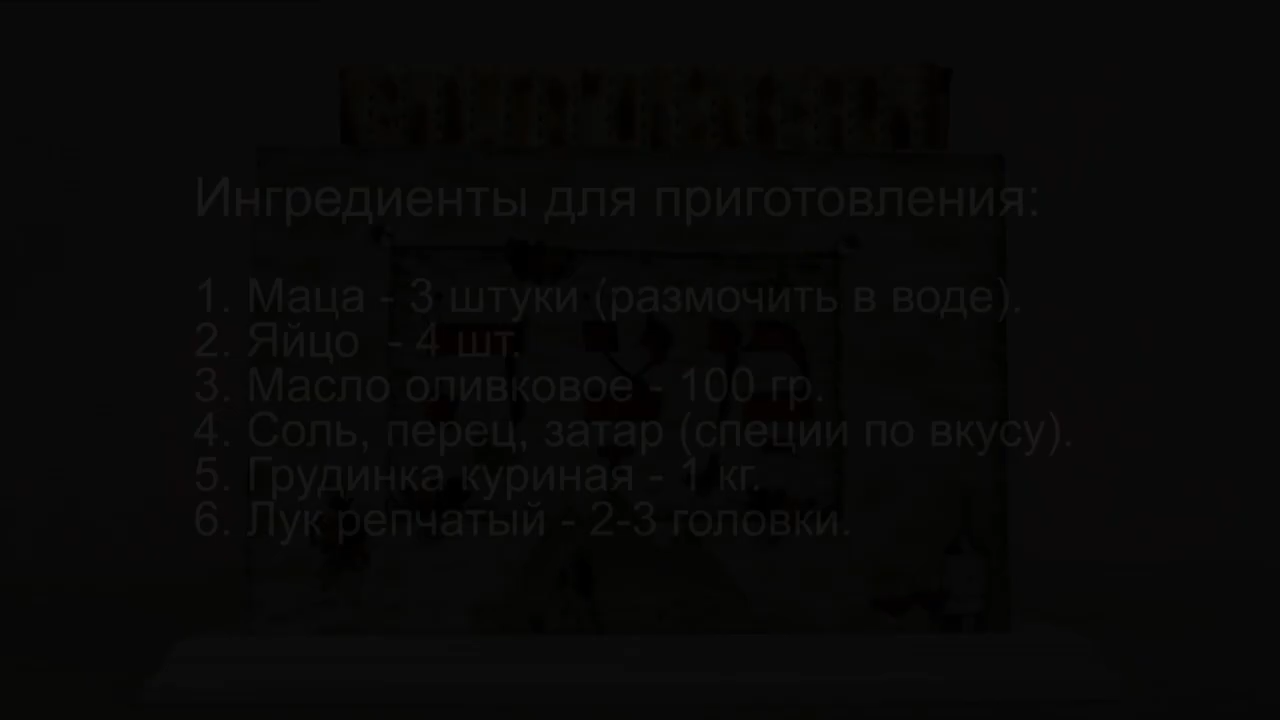 Ингредиенты для приготовления:
1. Маца - 3 штуки (размочить в воде).
2. Яйцо - 4 шт.
3. Масло оливковое - 100 гр.
4. Соль, перец, затар (специи по вкусу).
5. Грудинка куриная - 1 кг.
6. Лук репчатый - 2-3 головки.